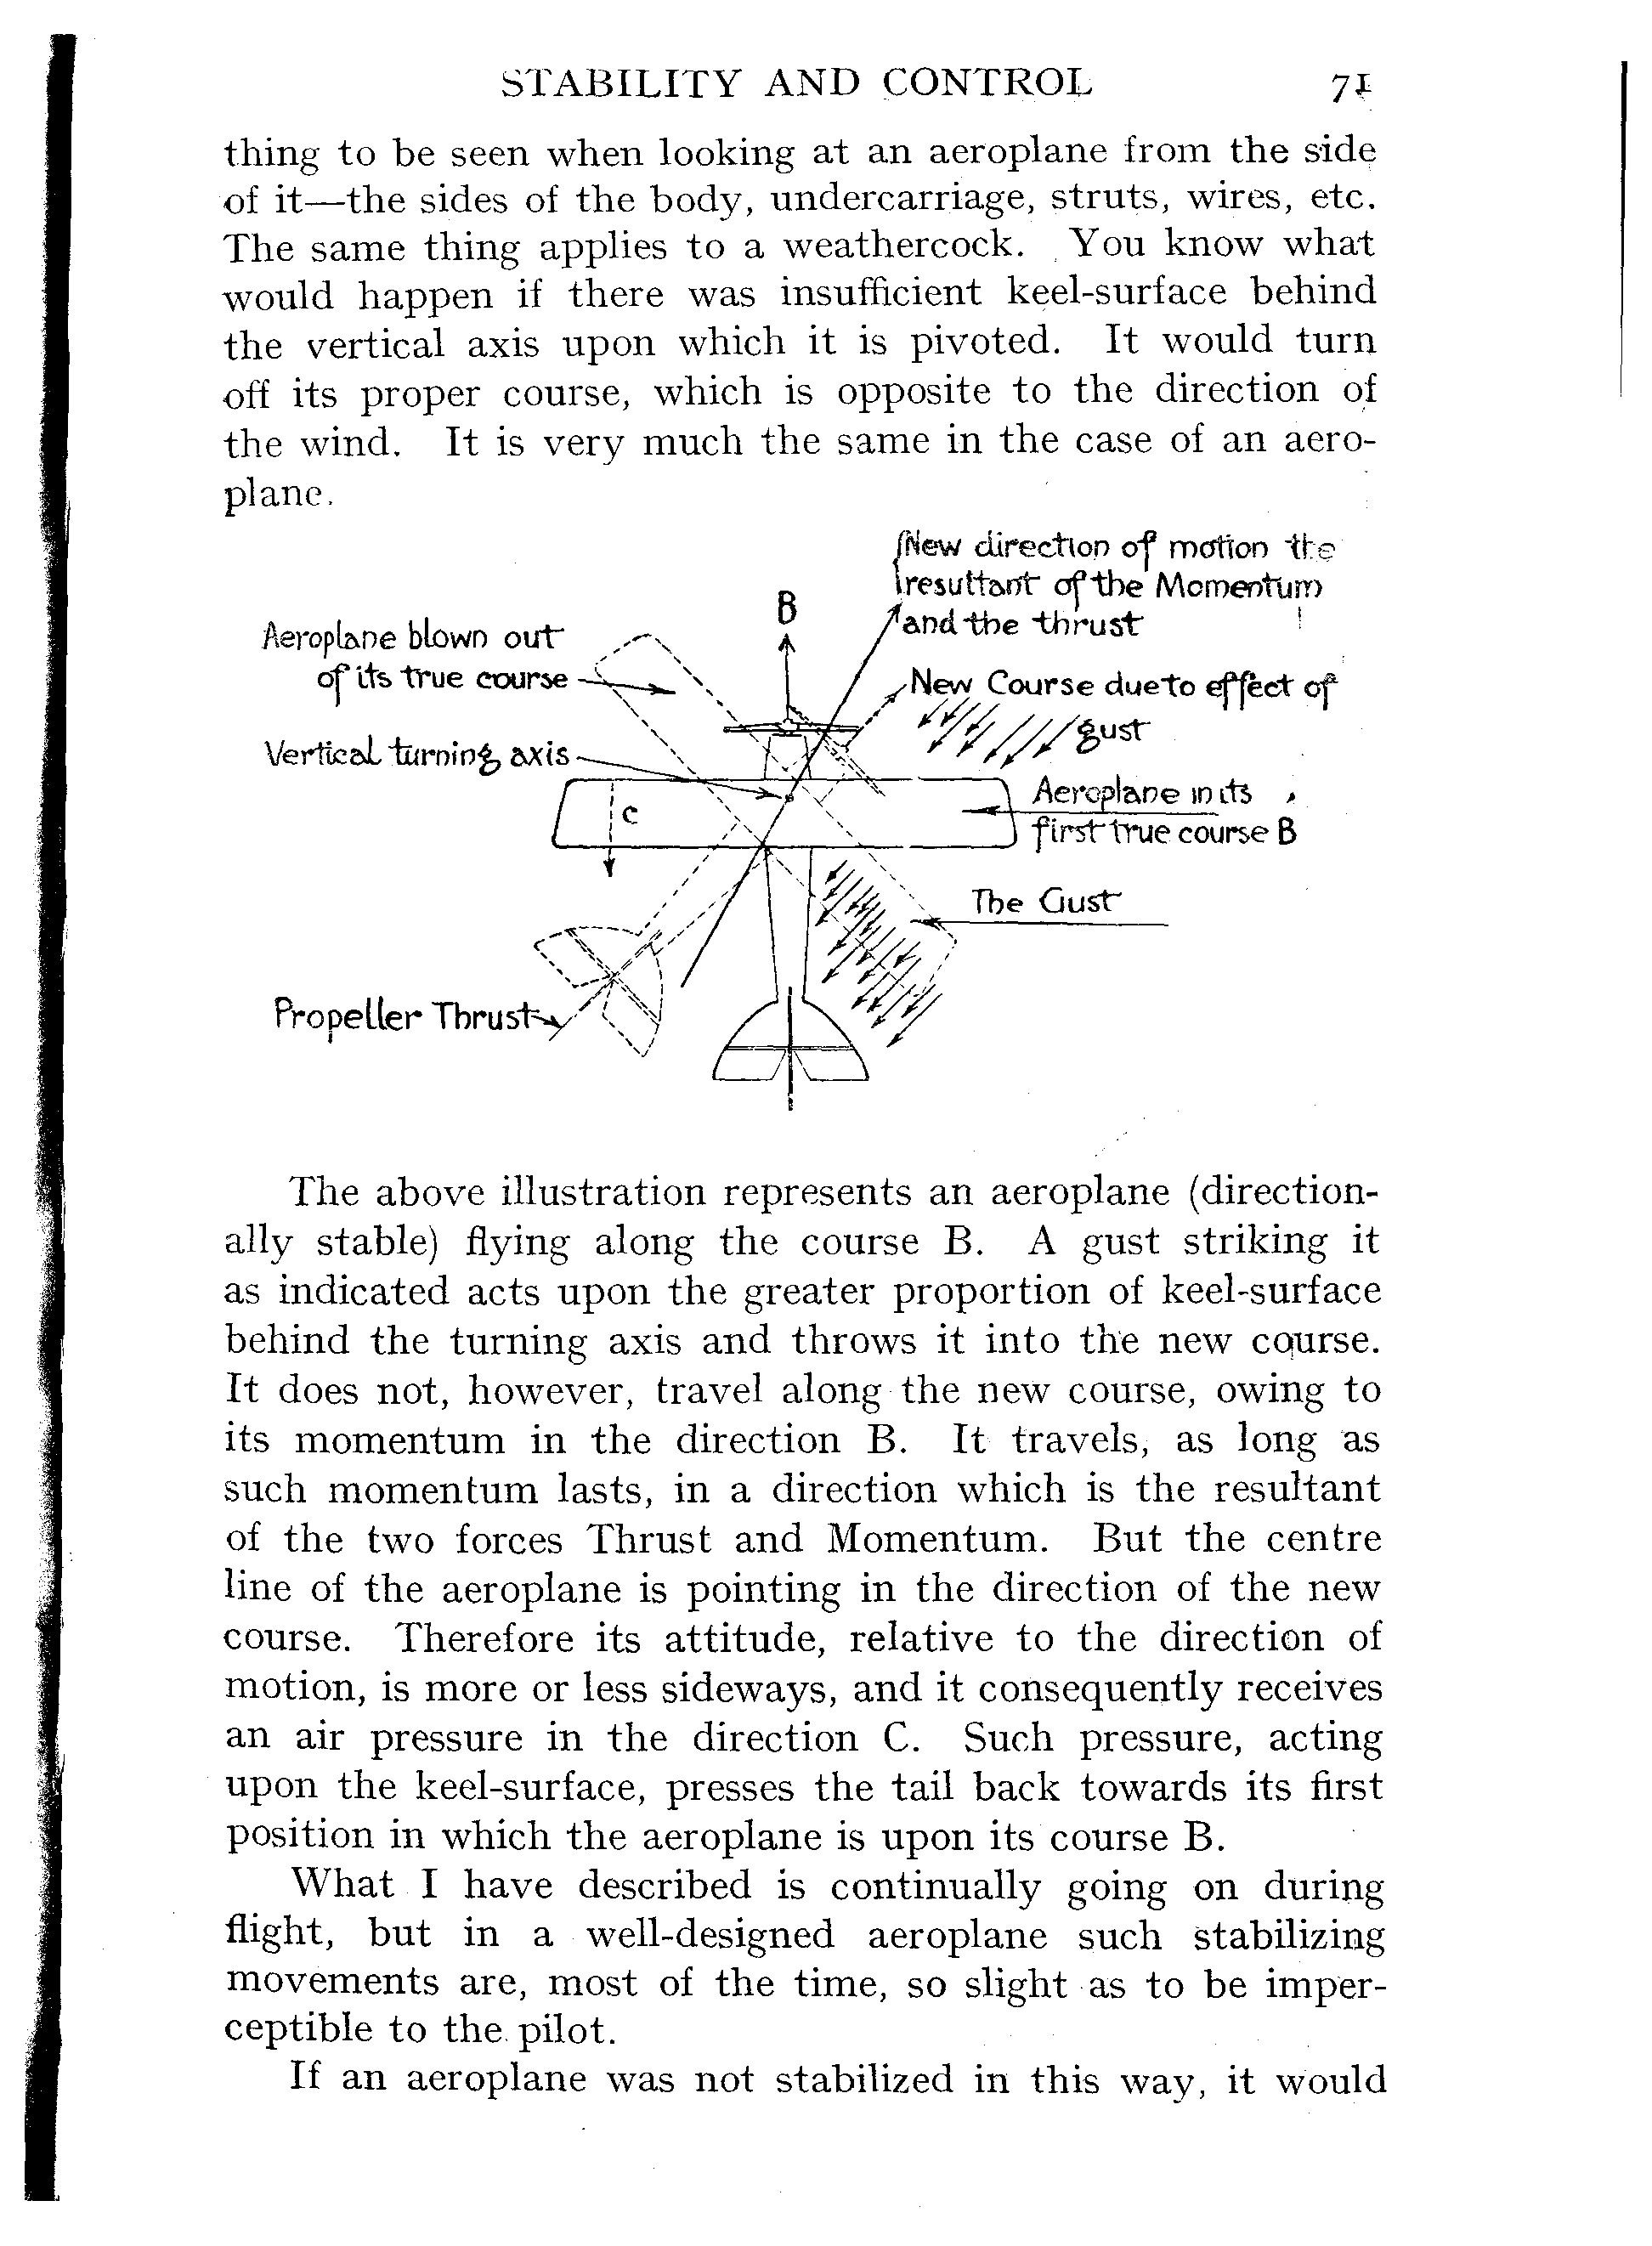 STABILITY AND CONTROL 71
thing to be seen when looking at an aeroplane from the side
of it—the sides of the body, undercarriage, struts, wires, etc.
The same thing applies to a weathercock. You know what
would happen if there was insufficient keel-surface behind
the vertical axis upon which it is pivoted. It would turn
off its proper course, which is opposite to the direction of
the wind. It is very much the same in the case of an aero-
plane.
New direction of motion the
resultant of the Momentum
and the thrust
B
Aeroplane blown out
of its true course
New Course due to effect of
gust
Vertical turning axis
Aeroplane in its
first true course B
C
The Gust
Propeller Thrust
The above illustration represents an aeroplane (direction-
ally stable) flying along the course B. A gust striking it
as indicated acts upon the greater proportion of keel-surface
behind the turning axis and throws it into the new course.
It does not, however, travel along the new course, owing to
its momentum in the direction B. It travels, as long as
such momentum lasts, in a direction which is the resultant
of the two forces Thrust and Momentum. But the centre
line of the aeroplane is pointing in the direction of the new
course. Therefore its attitude, relative to the direction of
motion, is more or less sideways, and it consequently receives
an air pressure in the direction C. Such pressure, acting
upon the keel-surface, presses the tail back towards its first
position in which the aeroplane is upon its course B.
What I have described is continually going on during
flight, but in a well-designed aeroplane such stabilizing
movements are, most of the time, so slight as to be imper-
ceptible to the pilot.
If an aeroplane was not stabilized in this way, it would